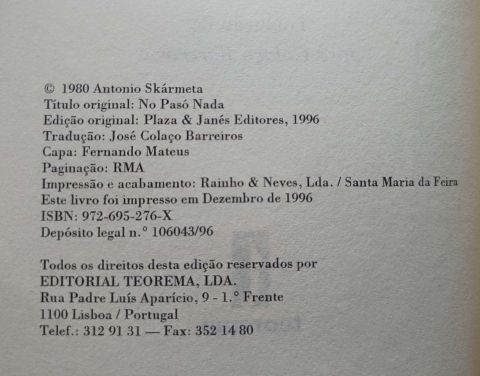 © 1980 Antonio Skármeta
Título original: No Pasó Nada
Edição original: Plaza & Janés Editores, 1996
Tradução: José Colaço Barreiros
Capa: Fernando Mateus
Paginação: RMA
Impressão e acabamento: Rainho & Neves, Lda. / Santa Maria da Feira
Este livro foi impresso em Dezembro de 1996
ISBN: 972-695-276-X
Depósito legal n.° 106043/96
Todos os direitos desta edição reservados por
EDITORIAL TEOREMA, LDA.
Rua Padre Luís Aparício, 9 - 1.° Frente
1100 Lisboa / Portugal
Telef.: 312 91 31 — Fax: 352 14 80